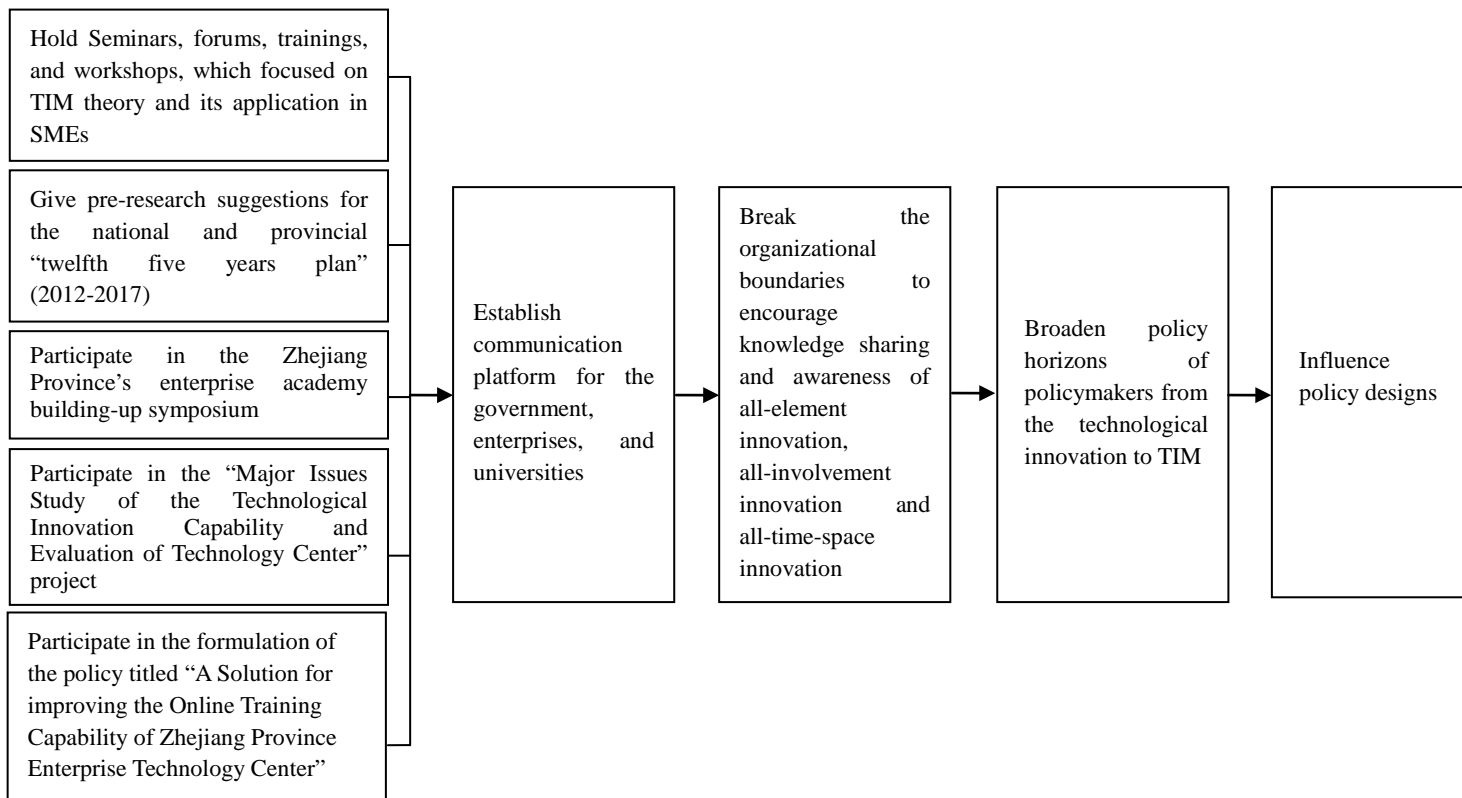 Hold Seminars, forums, trainings,
and workshops, which focused on
TIM theory and its application in
SMEs
Give pre-research suggestions for
the national and provincial
“twelfth five years plan”
(2012-2017)
Participate in the Zhejiang
Province’s enterprise academy
building-up symposium
Participate in the “Major Issues
Study of the Technological
Innovation Capability and
Evaluation of Technology Center”
project
Participate in the formulation of
the policy titled “A Solution for
improving the Online Training
Capability of Zhejiang Province
Enterprise Technology Center”
Establish
communication
platform for the
government,
enterprises, and
universities
Break the
organizational
boundaries to
encourage
knowledge sharing
and awareness of
all-element
innovation,
all-involvement
innovation and
all-time-space
innovation
Broaden policy
horizons of
policymakers from
the technological
innovation to TIM
Influence
policy designs